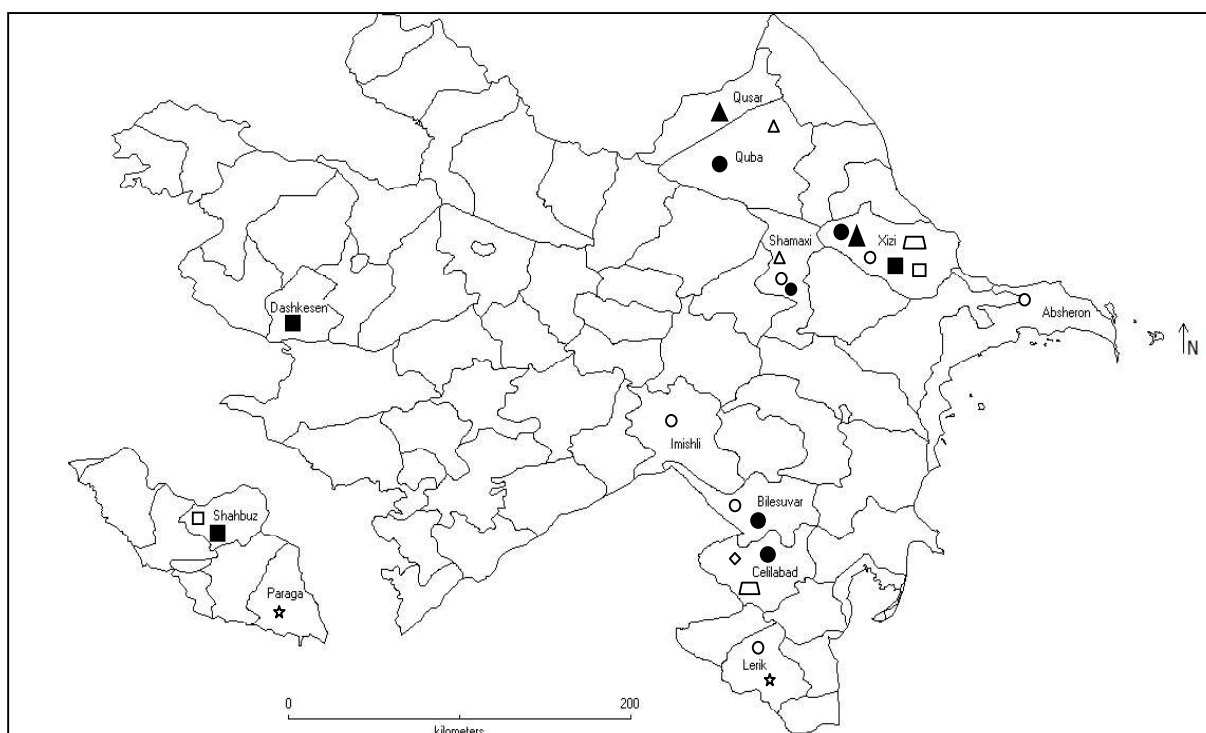 Qusar
Quba
Shamaxi
Xizi
Dashkesen
Absheron
N
Imishli
Shahbuz
Bilesuvar
Celilabad
Paraga
Lerik
0
200
kilometers